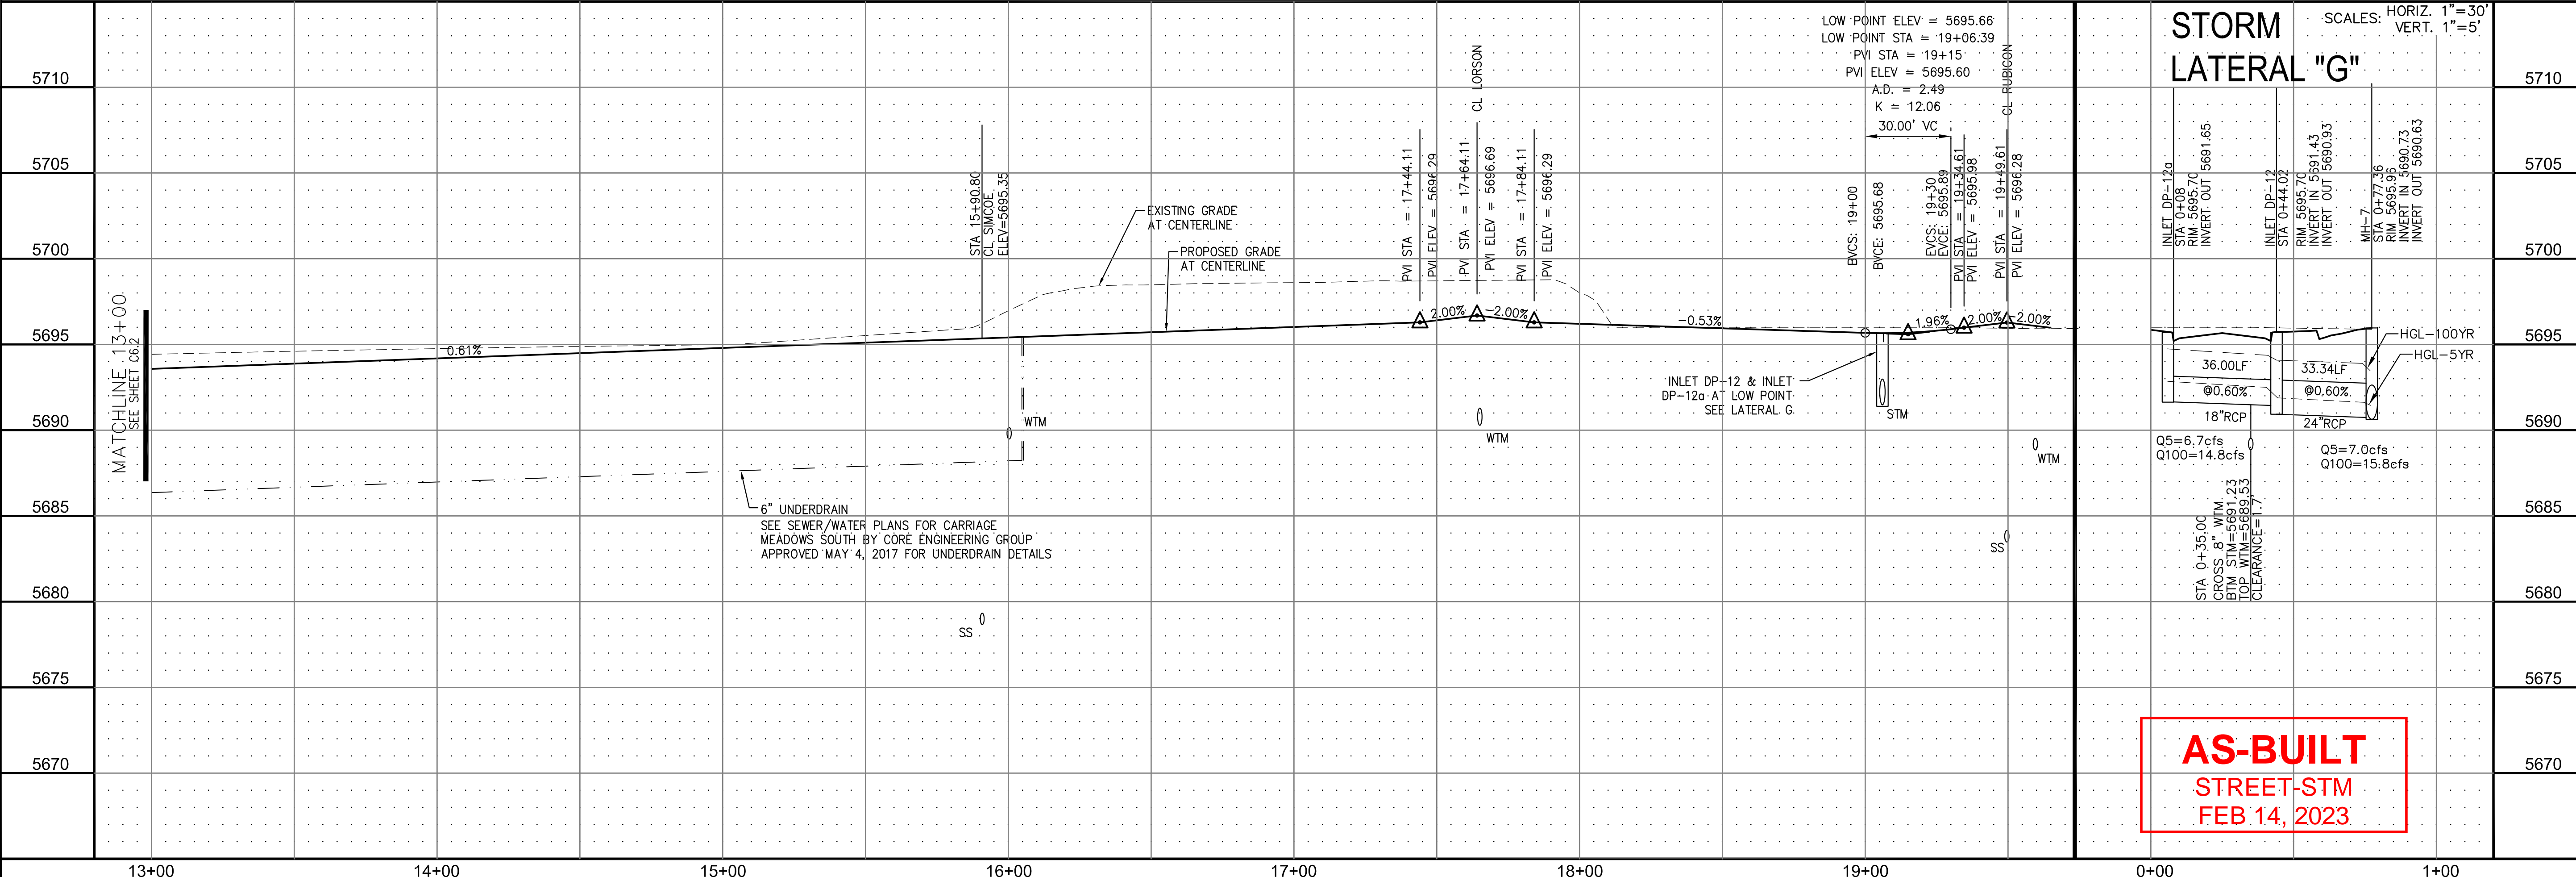 STORM
LATERAL "G"
SCALES: HORIZ. 1"=30'
VERT. 1"=5'
5710
5705
5700
5695
5690
5685
5680
5675
5670
MATCHLINE 13+00
SEE SHEET C6.2
0.61%
STA 15+90.80
CL SIMCOE
ELEV=5695.35
EXISTING GRADE
AT CENTERLINE
PROPOSED GRADE
AT CENTERLINE
WTM
6" UNDERDRAIN
SEE SEWER/WATER PLANS FOR CARRIAGE
MEADOWS SOUTH BY CORE ENGINEERING GROUP
APPROVED MAY 4, 2017 FOR UNDERDRAIN DETAILS
SS
PVI STA = 17+44.11
PVI ELEV = 5696.29
CL LORSON
PVI STA = 17+64.11
PVI ELEV = 5696.69
PVI STA = 17+84.11
PVI ELEV = 5696.29
2.00%
-2.00%
WTM
-0.53%
LOW POINT ELEV = 5695.66
LOW POINT STA = 19+06.39
PVI STA = 19+15
PVI ELEV = 5695.60
A.D. = 2.49
K = 12.06
30.00' VC
BVCS: 19+00
BVCE: 5695.68
EVCS: 19+30
EVCE: 5695.89
PVI STA = 19+34.61
PVI ELEV = 5695.98
CL RUBICON
PVI STA = 19+49.61
PVI ELEV = 5696.28
1.96%
2.00%
-2.00%
INLET DP-12 & INLET
DP-12a AT LOW POINT
SEE LATERAL G
STM
WTM
SS
INLET DP-12a
STA 0+08
RIM 5695.70
INVERT OUT 5691.65
INLET DP-12
STA 0+44.02
RIM 5695.70
INVERT IN 5691.43
INVERT OUT 5690.93
MH-7
STA 0+77.36
RIM 5695.96
INVERT IN 5690.73
INVERT OUT 5690.63
HGL-100YR
HGL-5YR
36.00LF
@0.60%
18"RCP
33.34LF
@0.60%
24"RCP
Q5=6.7cfs
Q100=14.8cfs
Q5=7.0cfs
Q100=15.8cfs
STA 0+35.00
CROSS 8" WTM
BTM STM=5691.23
TOP WTM=5689.53
CLEARANCE=1.7'
5710
5705
5700
5695
5690
5685
5680
5675
5670
AS-BUILT
STREET-STM
FEB 14, 2023
13+00
14+00
15+00
16+00
17+00
18+00
19+00
0+00
1+00